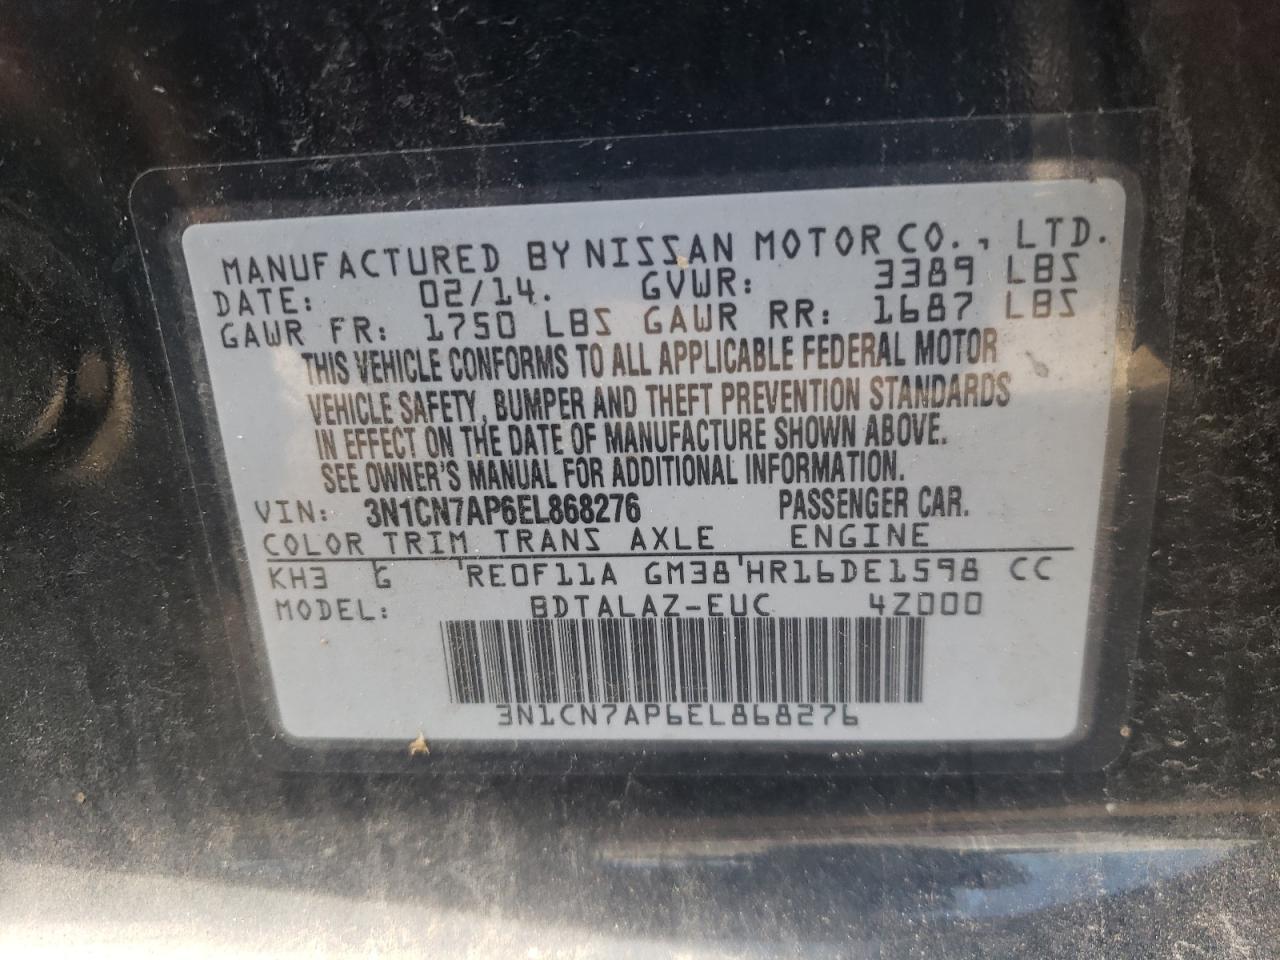 MANUFACTURED BY NISSAN MOTOR CO., LTD.
DATE: 02/14. GVWR: 3389 LBS
GAWR FR: 1750 LBS GAWR RR: 1687 LBS
THIS VEHICLE CONFORMS TO ALL APPLICABLE FEDERAL MOTOR
VEHICLE SAFETY, BUMPER AND THEFT PREVENTION STANDARDS
IN EFFECT ON THE DATE OF MANUFACTURE SHOWN ABOVE.
SEE OWNER'S MANUAL FOR ADDITIONAL INFORMATION.
VIN: 3N1CN7AP6EL868276 PASSENGER CAR.
COLOR TRIM TRANS AXLE ENGINE
KH3 G 'RE0F11A GM38'HR16DE1598 CC
MODEL: BDTALAZ-EUC 4Z000
3N1CN7AP6EL868276